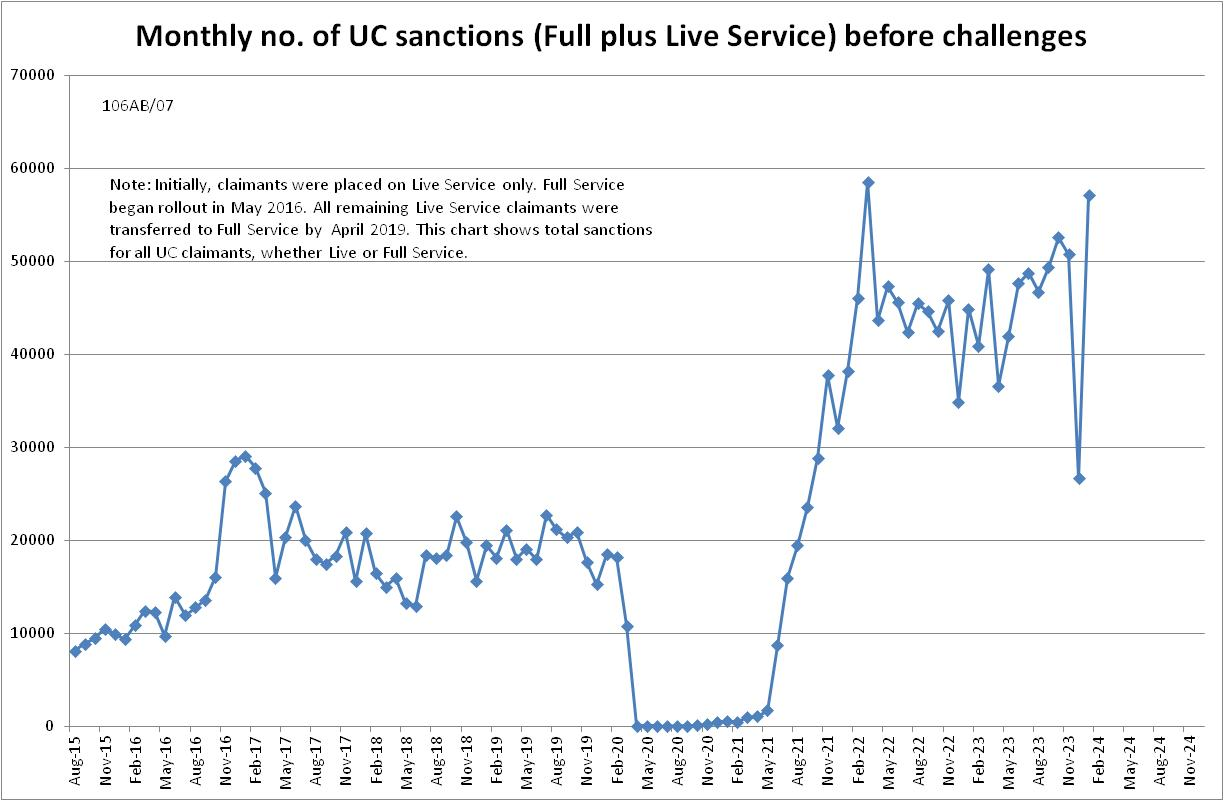 Monthly no. of UC sanctions (Full plus Live Service) before challenges
70000
106AB/07
60000
Note: Initially, claimants were placed on Live Service only. Full Service
began rollout in May 2016. All remaining Live Service claimants were
transferred to Full Service by April 2019. This chart shows total sanctions
for all UC claimants, whether Live or Full Service.
50000
40000
30000
20000
10000
0
Aug-15
Nov-15
Feb-16
May-16
Aug-16
Nov-16
Feb-17
May-17
Aug-17
Nov-17
Feb-18
May-18
Aug-18
Nov-18
Feb-19
May-19
Aug-19
Nov-19
Feb-20
May-20
Aug-20
Nov-20
Feb-21
May-21
Aug-21
Nov-21
Feb-22
May-22
Aug-22
Nov-22
Feb-23
May-23
Aug-23
Nov-23
Feb-24
May-24
Aug-24
Nov-24